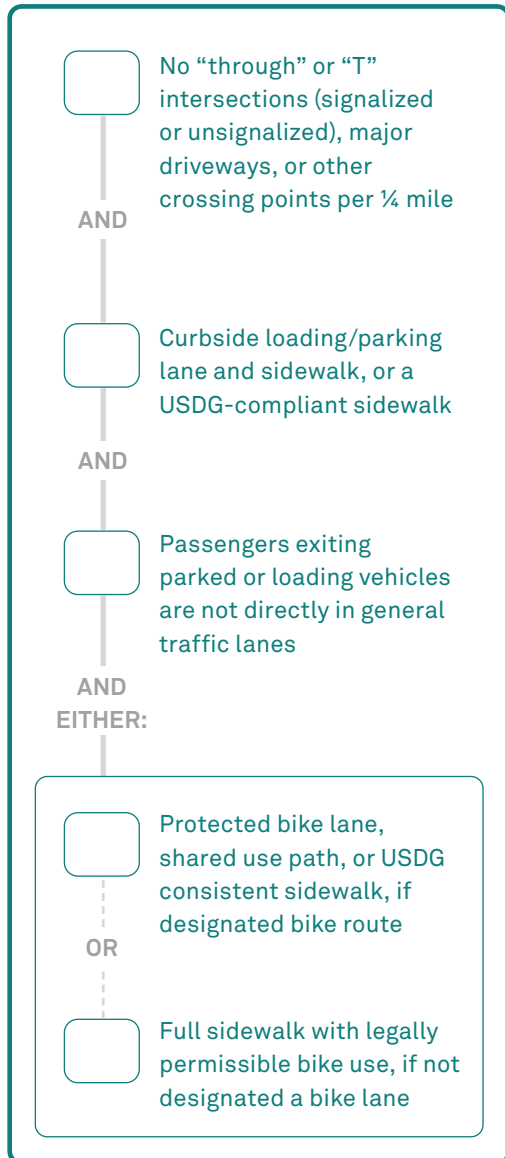 No “through” or “T”
intersections (signalized
or unsignalized), major
driveways, or other
crossing points per ¼ mile
AND
Curbside loading/parking
lane and sidewalk, or a
USDG-compliant sidewalk
AND
Passengers exiting
parked or loading vehicles
are not directly in general
traffic lanes
AND
EITHER:
Protected bike lane,
shared use path, or USDG
consistent sidewalk, if
designated bike route
OR
Full sidewalk with legally
permissible bike use, if not
designated a bike lane